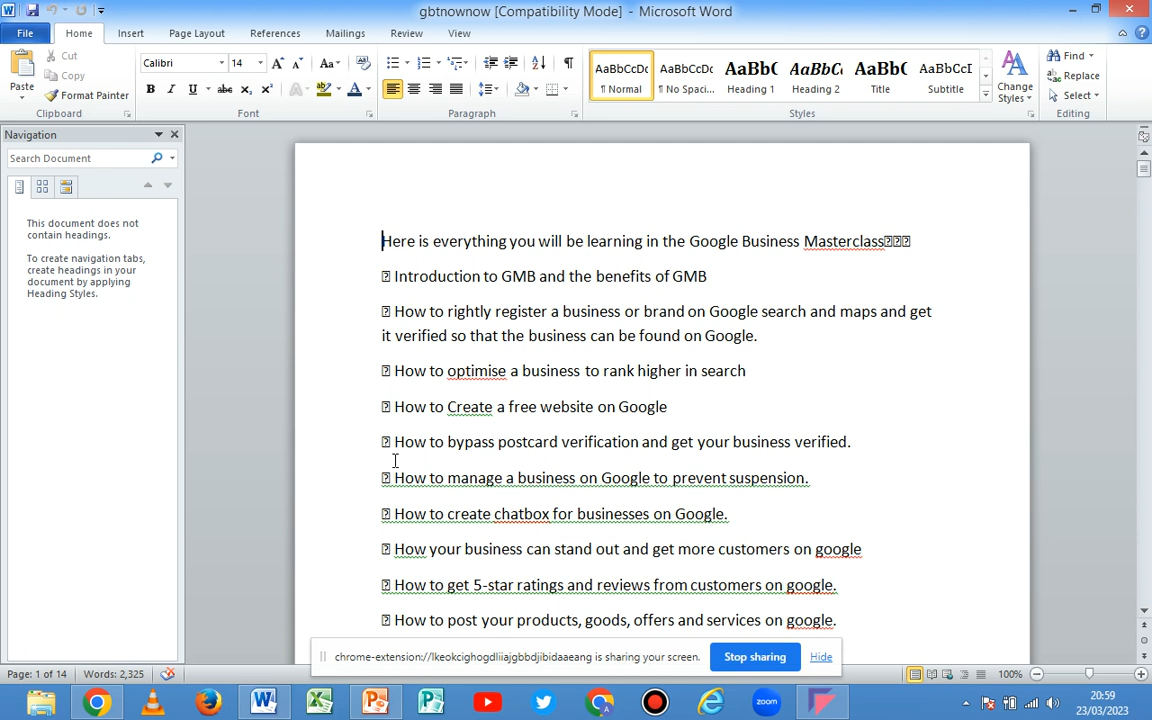 gbtnownow [Compatibility Mode] - Microsoft Word
File Home Insert Page Layout References Mailings Review View
Cut
Copy
Format Painter
Paste
Calibri 14
Clipboard Font Paragraph Styles Editing
AaBbCcDc AaBbCcDc AaBbC AaBbCc AaBbC AaBbCcI
¶ Normal ¶ No Spaci... Heading 1 Heading 2 Title Subtitle
Change
Styles
Find
Replace
Select
Navigation
Search Document
This document does not
contain headings.
To create navigation tabs,
create headings in your
document by applying
Heading Styles.
Here is everything you will be learning in the Google Business Masterclass
Introduction to GMB and the benefits of GMB
How to rightly register a business or brand on Google search and maps and get
it verified so that the business can be found on Google.
How to optimise a business to rank higher in search
How to Create a free website on Google
How to bypass postcard verification and get your business verified.
How to manage a business on Google to prevent suspension.
How to create chatbox for businesses on Google.
How your business can stand out and get more customers on google
How to get 5-star ratings and reviews from customers on google.
How to post your products, goods, offers and services on google.
chrome-extension://lkeokcighogdliiajgbbdjibidaaeang is sharing your screen. Stop sharing Hide
Page: 1 of 14 Words: 2,325 100%
zoom
20:59
23/03/2023